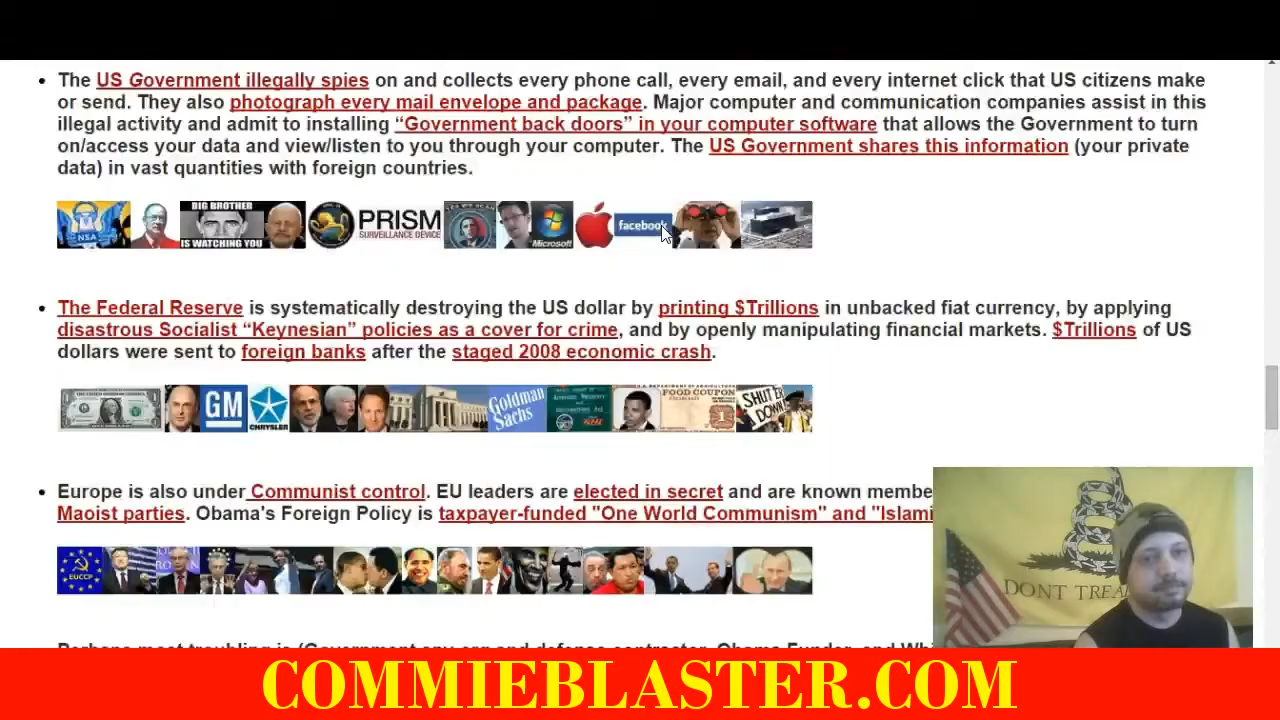 The US Government illegally spies on and collects every phone call, every email, and every internet click that US citizens make
or send. They also photograph every mail envelope and package. Major computer and communication companies assist in this
illegal activity and admit to installing “Government back doors” in your computer software that allows the Government to turn
on/access your data and view/listen to you through your computer. The US Government shares this information (your private
data) in vast quantities with foreign countries.
NSA
BIG BROTHER
IS WATCHING YOU
PRISM
SURVEILLANCE DEVICE
Microsoft
facebook
The Federal Reserve is systematically destroying the US dollar by printing $Trillions in unbacked fiat currency, by applying
disastrous Socialist “Keynesian” policies as a cover for crime, and by openly manipulating financial markets. $Trillions of US
dollars were sent to foreign banks after the staged 2008 economic crash.
GM
CHRYSLER
Goldman
Sachs
FOOD COUPON
SHUT 'EM
DOWN
Europe is also under Communist control. EU leaders are elected in secret and are known membe
Maoist parties. Obama's Foreign Policy is taxpayer-funded "One World Communism" and "Islami
EUCCP
DONT TREA
COMMIEBLASTER.COM